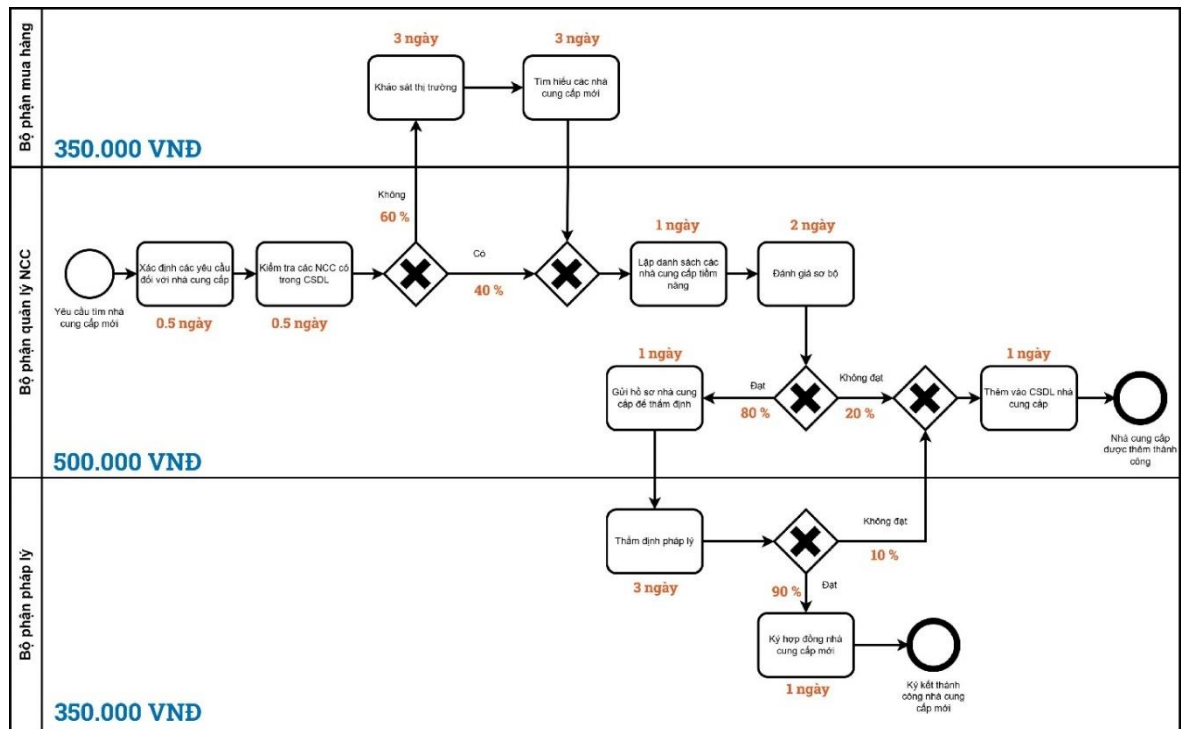 Bộ phận mua hàng
3 ngày
3 ngày
Khảo sát thị trường
Tìm hiểu các nhà
cung cấp mới
350.000 VNĐ
Bộ phận quản lý NCC
Không
60 %
1 ngày
2 ngày
Xác định các yêu cầu
đối với nhà cung cấp
Kiểm tra các NCC có
trong CSDL
Có
40 %
Lập danh sách các
nhà cung cấp tiềm
năng
Đánh giá sơ bộ
Yêu cầu tìm nhà
cung cấp mới
0.5 ngày
0.5 ngày
1 ngày
1 ngày
Gửi hồ sơ nhà cung
cấp để thẩm định
Đạt
80 %
Không đạt
20 %
Thêm vào CSDL nhà
cung cấp
Nhà cung cấp
được thêm thành
công
500.000 VNĐ
Bộ phận pháp lý
Thẩm định pháp lý
Không đạt
10 %
3 ngày
90 %
Đạt
Ký hợp đồng nhà
cung cấp mới
1 ngày
Ký kết thành
công nhà cung
cấp mới
350.000 VNĐ